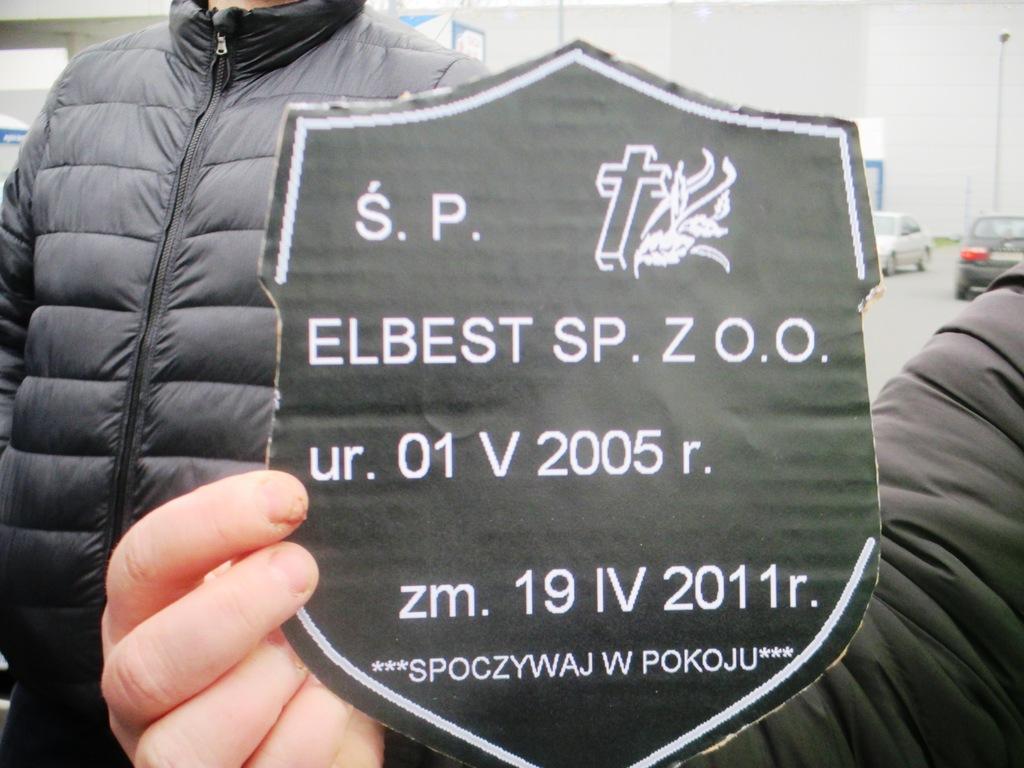 Ś. P.
ELBEST SP. Z O.O.
ur. 01 V 2005 r.
zm. 19 IV 2011r.
***SPOCZYWAJ W POKOJU***